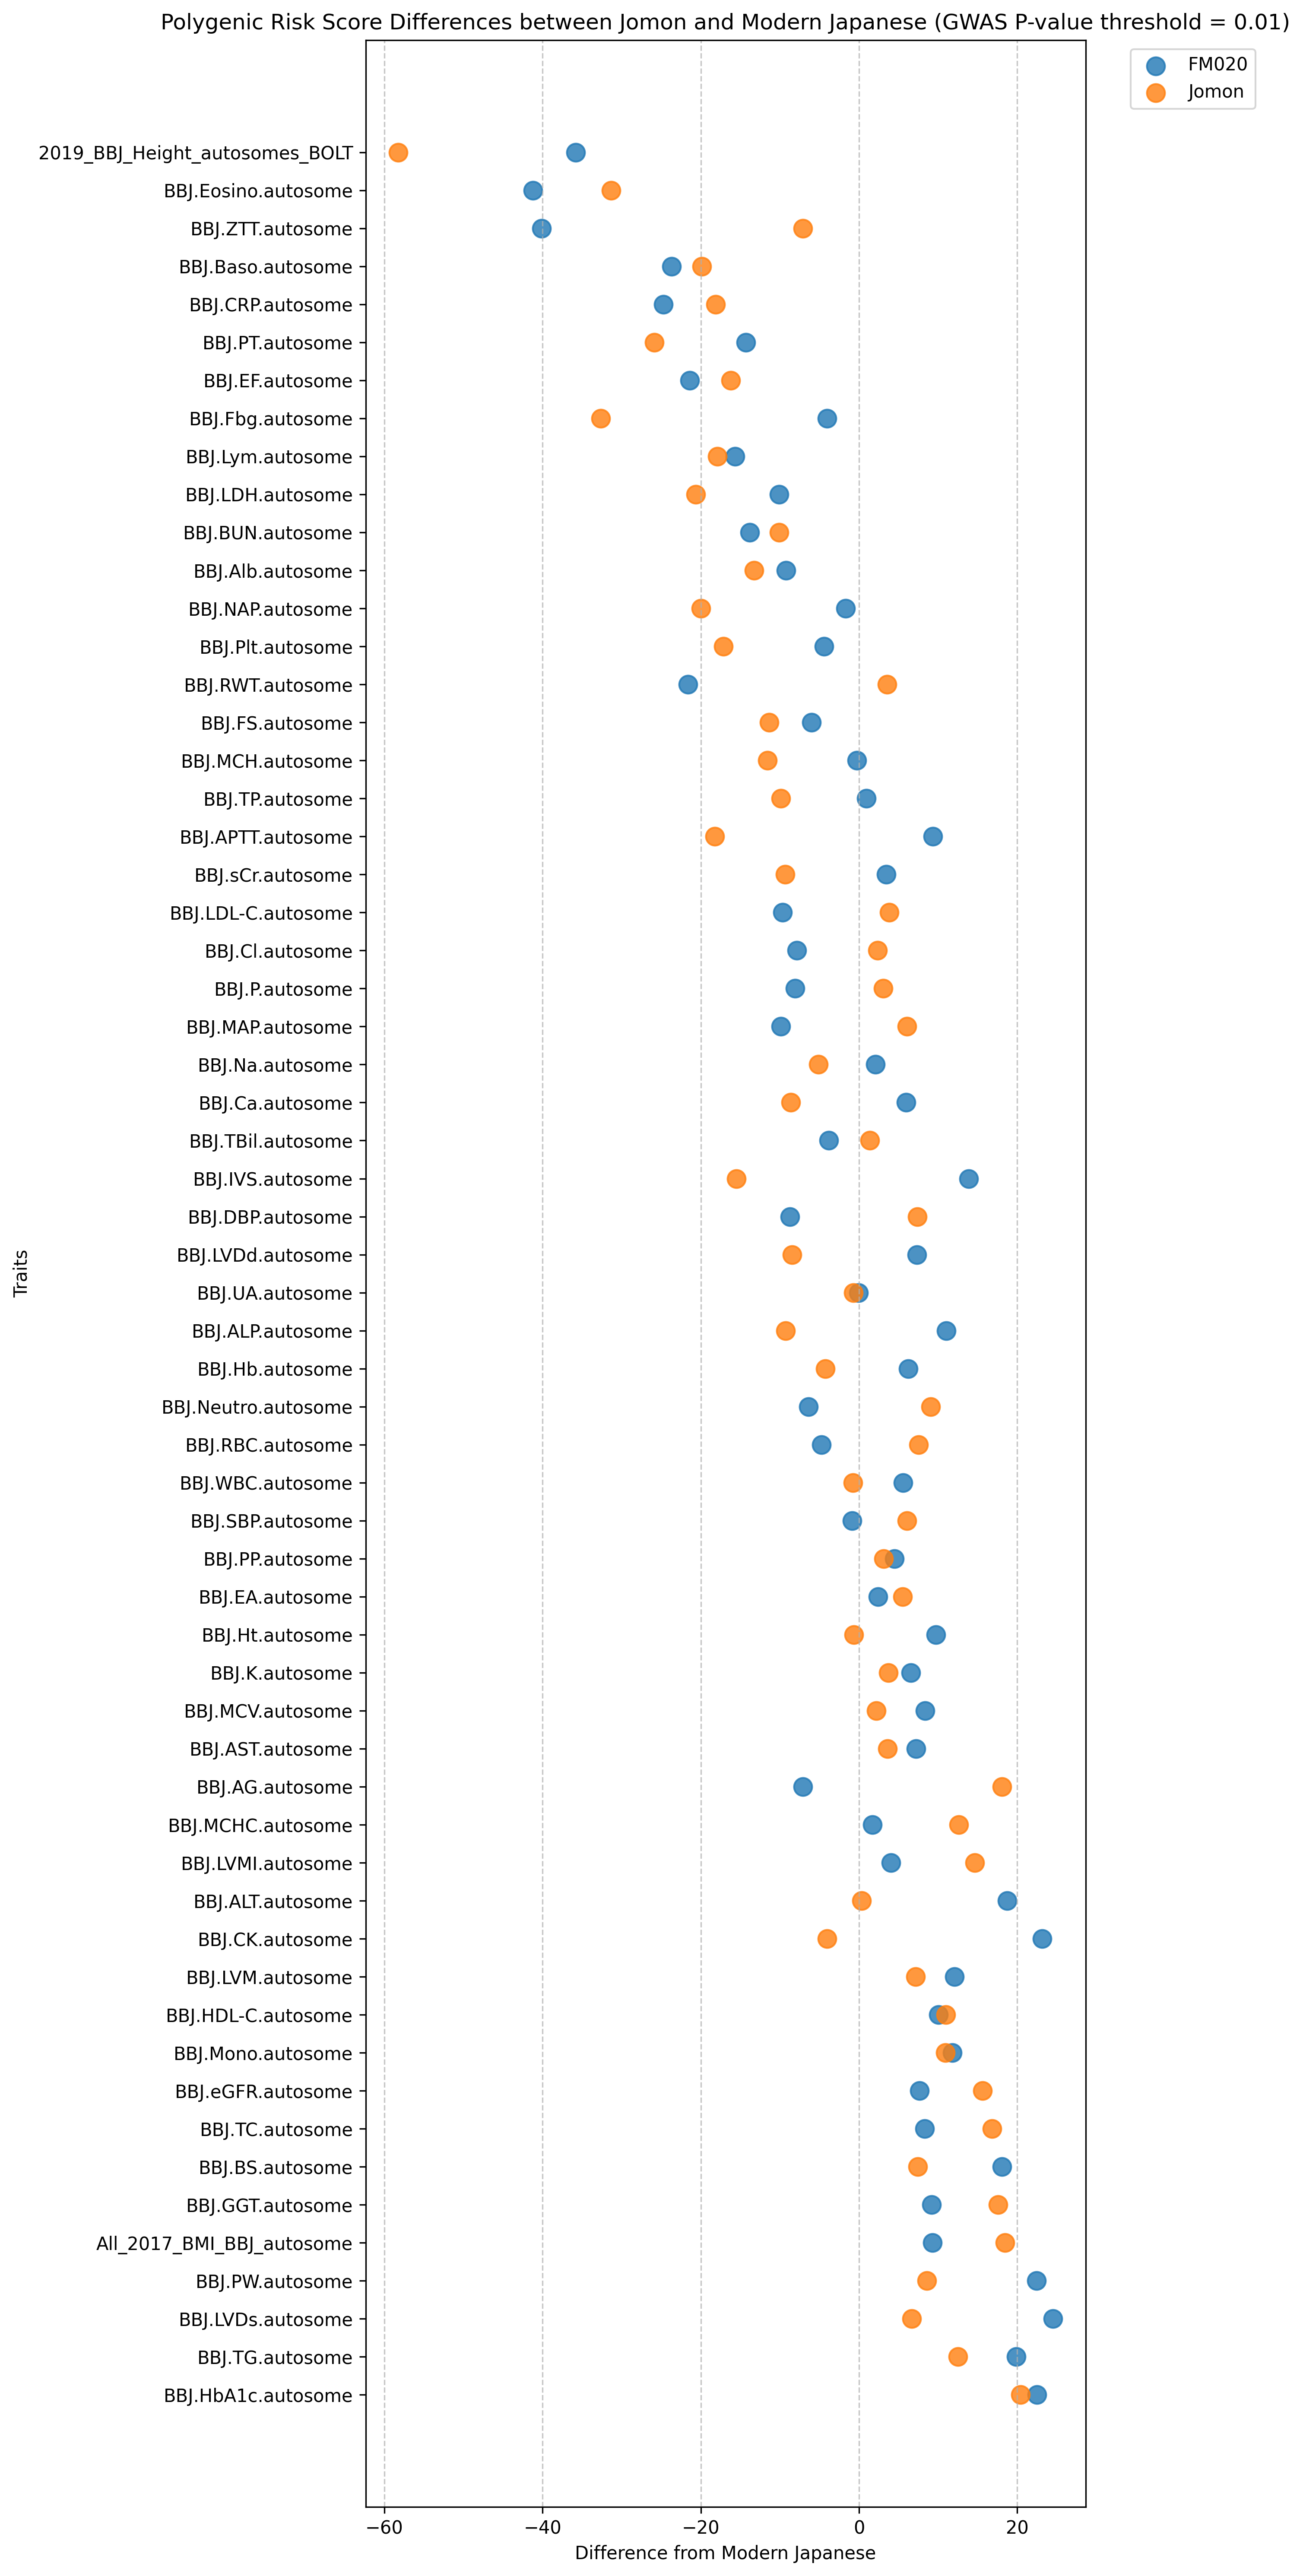 Polygenic Risk Score Differences between Jomon and Modern Japanese (GWAS P-value threshold = 0.01)
FM020
Jomon
2019_BBJ_Height_autosomes_BOLT
BBJ.Eosino.autosome
BBJ.ZTT.autosome
BBJ.Baso.autosome
BBJ.CRP.autosome
BBJ.PT.autosome
BBJ.EF.autosome
BBJ.Fbg.autosome
BBJ.Lym.autosome
BBJ.LDH.autosome
BBJ.BUN.autosome
BBJ.Alb.autosome
BBJ.NAP.autosome
BBJ.Plt.autosome
BBJ.RWT.autosome
BBJ.FS.autosome
BBJ.MCH.autosome
BBJ.TP.autosome
BBJ.APTT.autosome
BBJ.sCr.autosome
BBJ.LDL-C.autosome
BBJ.Cl.autosome
BBJ.P.autosome
BBJ.MAP.autosome
BBJ.Na.autosome
BBJ.Ca.autosome
BBJ.TBil.autosome
BBJ.IVS.autosome
BBJ.DBP.autosome
BBJ.LVDd.autosome
BBJ.UA.autosome
BBJ.ALP.autosome
BBJ.Hb.autosome
BBJ.Neutro.autosome
BBJ.RBC.autosome
BBJ.WBC.autosome
BBJ.SBP.autosome
BBJ.PP.autosome
BBJ.EA.autosome
BBJ.Ht.autosome
BBJ.K.autosome
BBJ.MCV.autosome
BBJ.AST.autosome
BBJ.AG.autosome
BBJ.MCHC.autosome
BBJ.LVMI.autosome
BBJ.ALT.autosome
BBJ.CK.autosome
BBJ.LVM.autosome
BBJ.HDL-C.autosome
BBJ.Mono.autosome
BBJ.eGFR.autosome
BBJ.TC.autosome
BBJ.BS.autosome
BBJ.GGT.autosome
All_2017_BMI_BBJ_autosome
BBJ.PW.autosome
BBJ.LVDs.autosome
BBJ.TG.autosome
BBJ.HbA1c.autosome
Traits
−60 −40 −20 0 20
Difference from Modern Japanese